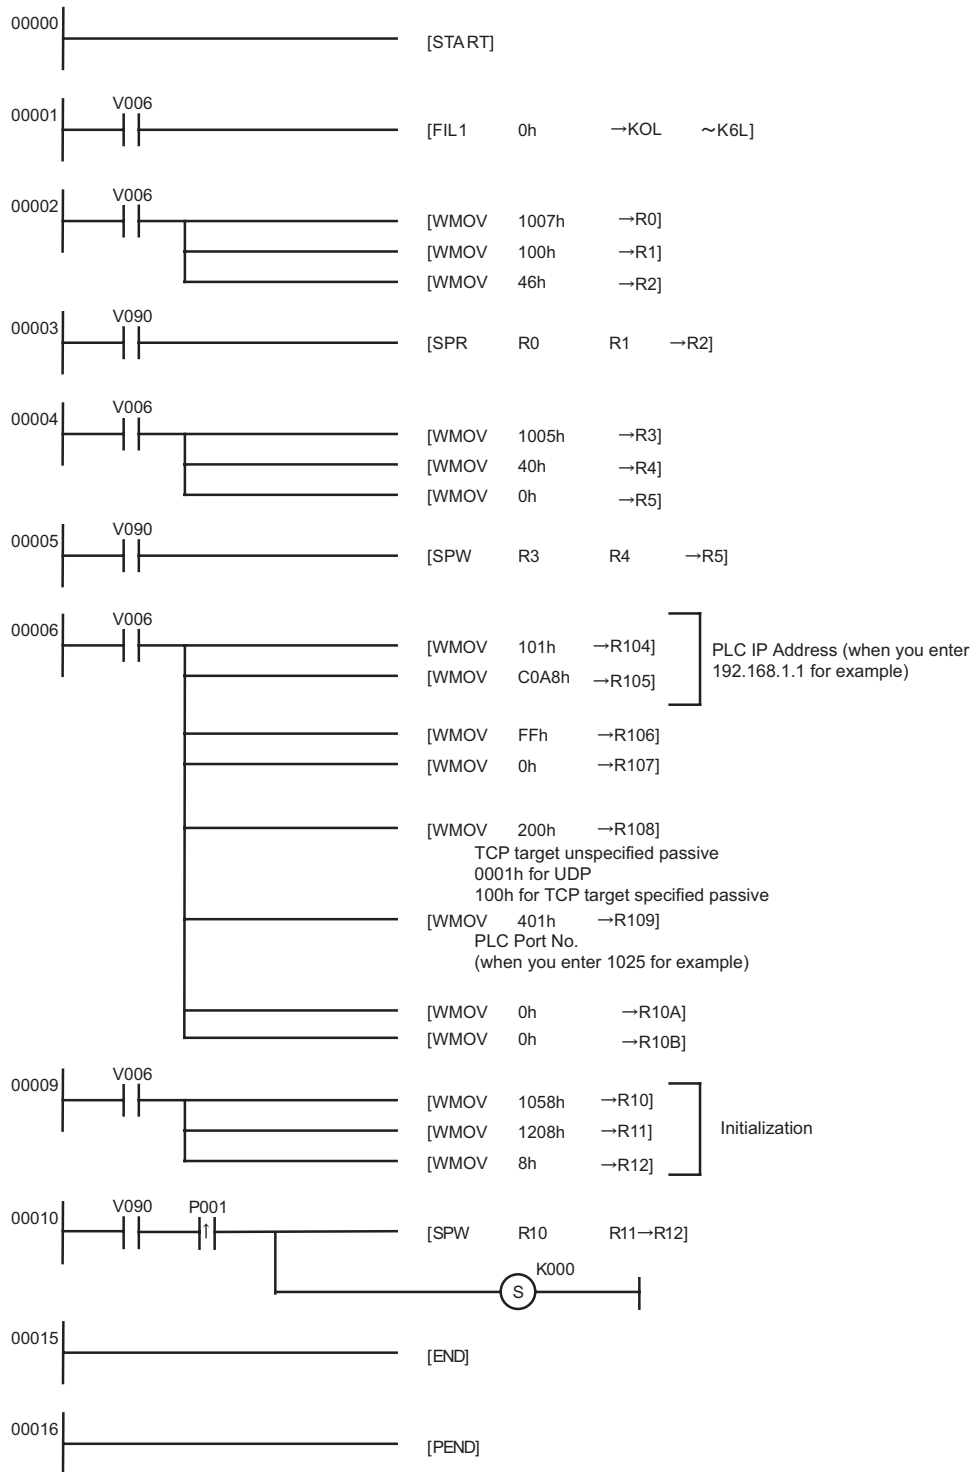 00000
[START]
00001 V006
[FIL1 0h →KOL ～K6L]
00002 V006
[WMOV 1007h →R0]
[WMOV 100h →R1]
[WMOV 46h →R2]
00003 V090
[SPR R0 R1 →R2]
00004 V006
[WMOV 1005h →R3]
[WMOV 40h →R4]
[WMOV 0h →R5]
00005 V090
[SPW R3 R4 →R5]
00006 V006
[WMOV 101h →R104]
[WMOV C0A8h →R105]
PLC IP Address (when you enter
192.168.1.1 for example)
[WMOV FFh →R106]
[WMOV 0h →R107]
[WMOV 200h →R108]
TCP target unspecified passive
0001h for UDP
100h for TCP target specified passive
[WMOV 401h →R109]
PLC Port No.
(when you enter 1025 for example)
[WMOV 0h →R10A]
[WMOV 0h →R10B]
00009 V006
[WMOV 1058h →R10]
[WMOV 1208h →R11]
[WMOV 8h →R12]
Initialization
00010 V090 P001
↑
[SPW R10 R11→R12]
S K000
00015
[END]
00016
[PEND]